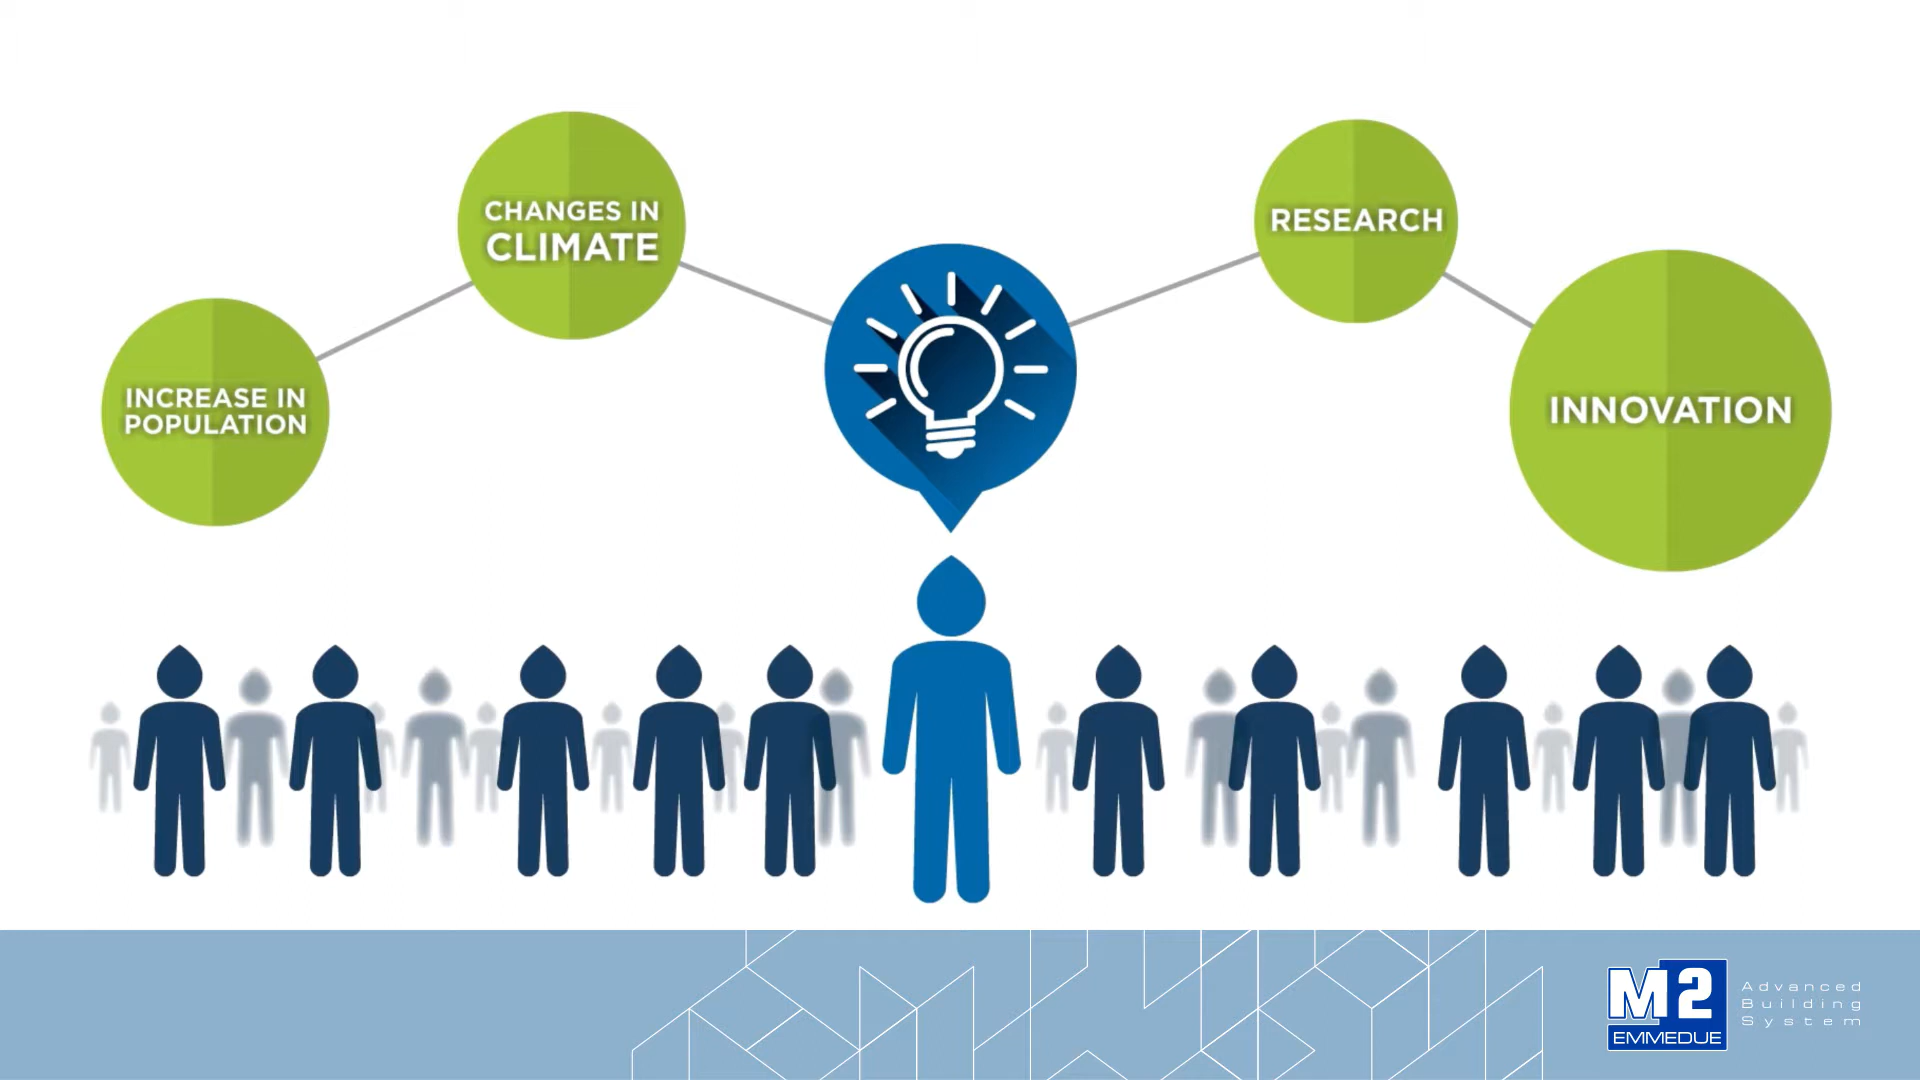 CHANGES IN
CLIMATE
RESEARCH
INCREASE IN
POPULATION
INNOVATION
M2
EMMEDUE
Advanced
Building
System